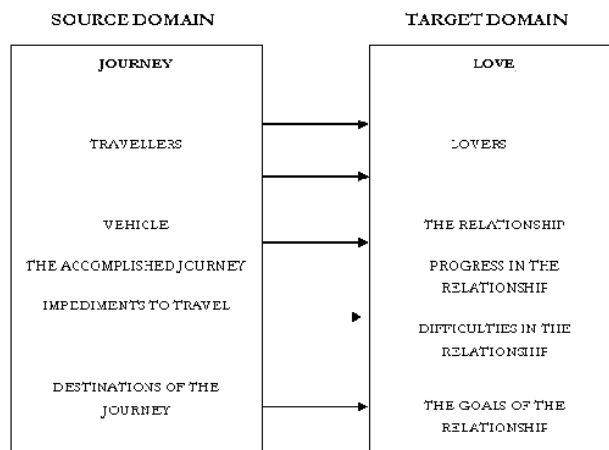 SOURCE DOMAIN
JOURNEY
TRAVELLERS
VEHICLE
THE ACCOMPLISHED JOURNEY
IMPEDIMENTS TO TRAVEL
DESTINATIONS OF THE
JOURNEY
TARGET DOMAIN
LOVE
LOVERS
THE RELATIONSHIP
PROGRESS IN THE
RELATIONSHIP
DIFFICULTIES IN THE
RELATIONSHIP
THE GOALS OF THE
RELATIONSHIP